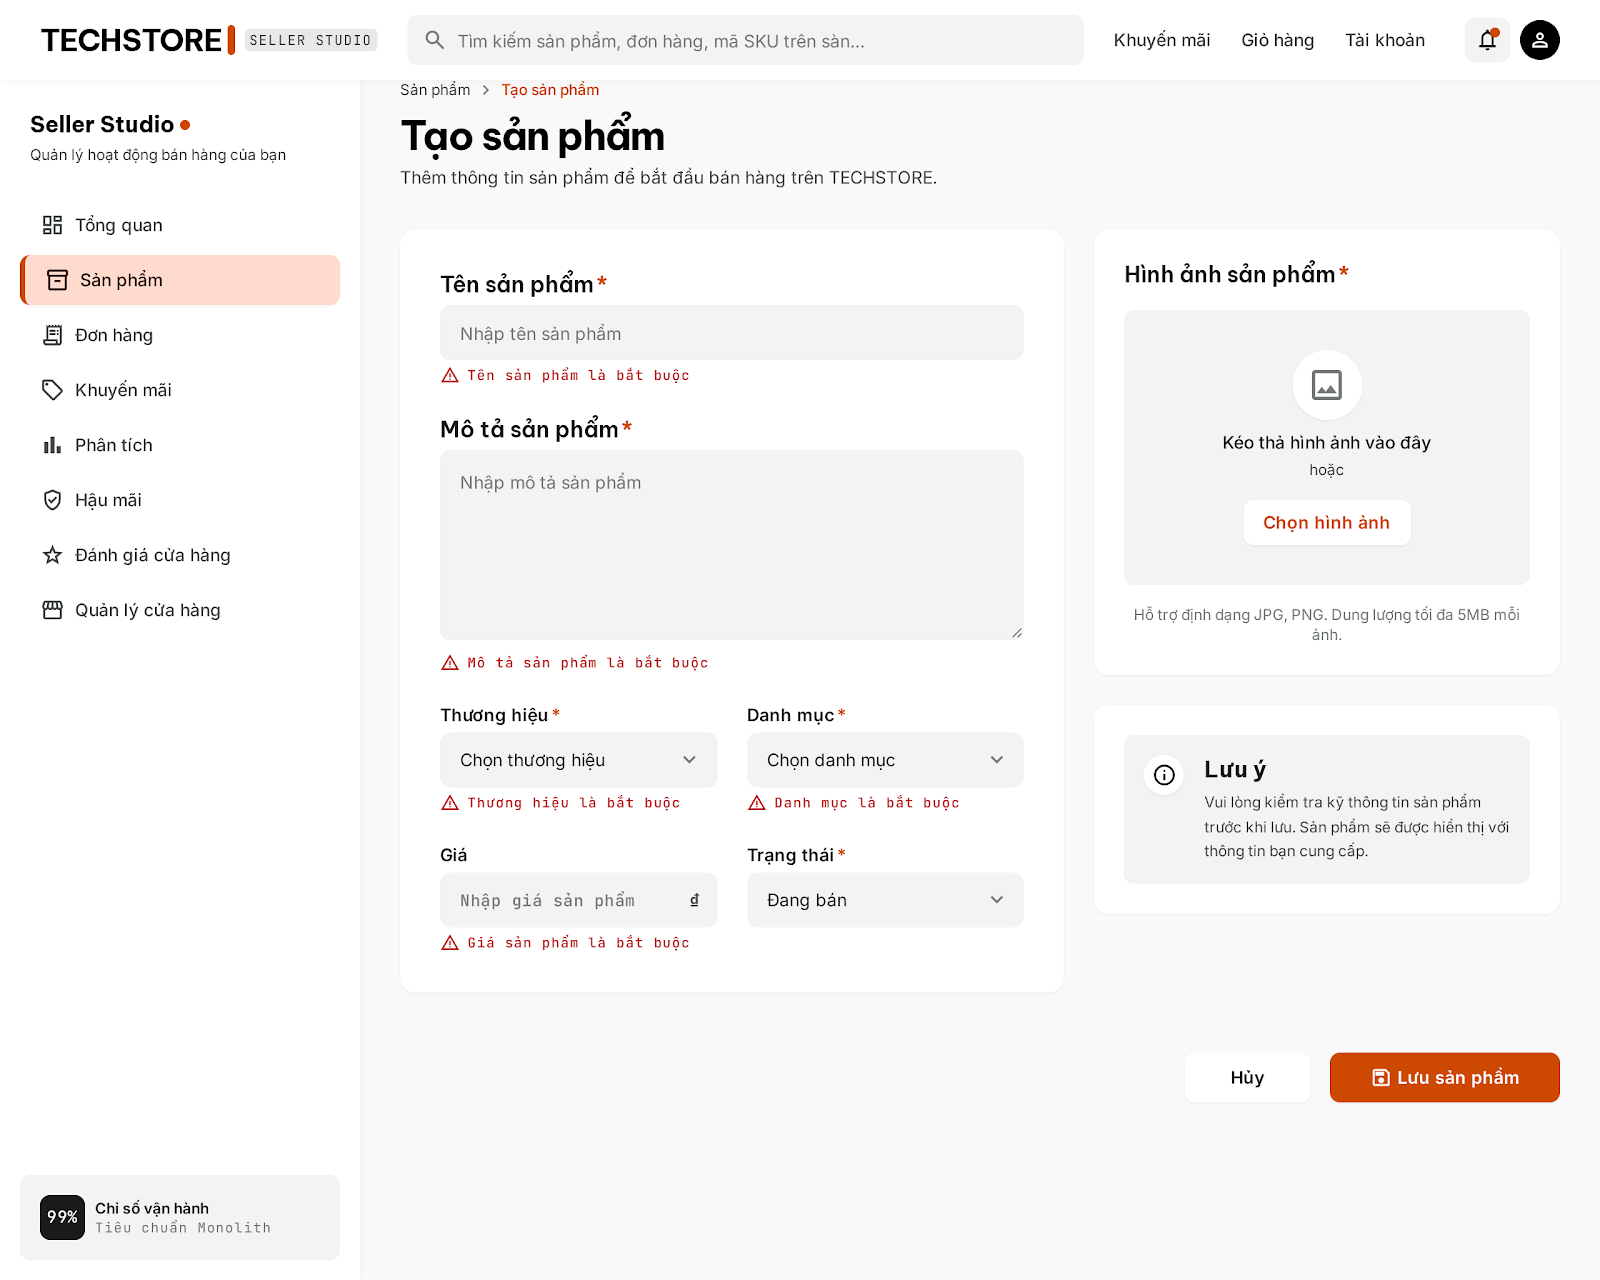 TECHSTORE
SELLER STUDIO
Tìm kiếm sản phẩm, đơn hàng, mã SKU trên sàn...
Khuyến mãi
Giỏ hàng
Tài khoản
Seller Studio
Quản lý hoạt động bán hàng của bạn
Tổng quan
Sản phẩm
Đơn hàng
Khuyến mãi
Phân tích
Hậu mãi
Đánh giá cửa hàng
Quản lý cửa hàng
99%
Chỉ số vận hành
Tiêu chuẩn Monolith
Sản phẩm
Tạo sản phẩm
Tạo sản phẩm
Thêm thông tin sản phẩm để bắt đầu bán hàng trên TECHSTORE.
Tên sản phẩm*
Nhập tên sản phẩm
Tên sản phẩm là bắt buộc
Mô tả sản phẩm*
Nhập mô tả sản phẩm
Mô tả sản phẩm là bắt buộc
Thương hiệu*
Chọn thương hiệu
Thương hiệu là bắt buộc
Danh mục*
Chọn danh mục
Danh mục là bắt buộc
Giá
Nhập giá sản phẩm
₫
Giá sản phẩm là bắt buộc
Trạng thái*
Đang bán
Hình ảnh sản phẩm*
Kéo thả hình ảnh vào đây
hoặc
Chọn hình ảnh
Hỗ trợ định dạng JPG, PNG. Dung lượng tối đa 5MB mỗi
ảnh.
Lưu ý
Vui lòng kiểm tra kỹ thông tin sản phẩm
trước khi lưu. Sản phẩm sẽ được hiển thị với
thông tin bạn cung cấp.
Hủy
Lưu sản phẩm